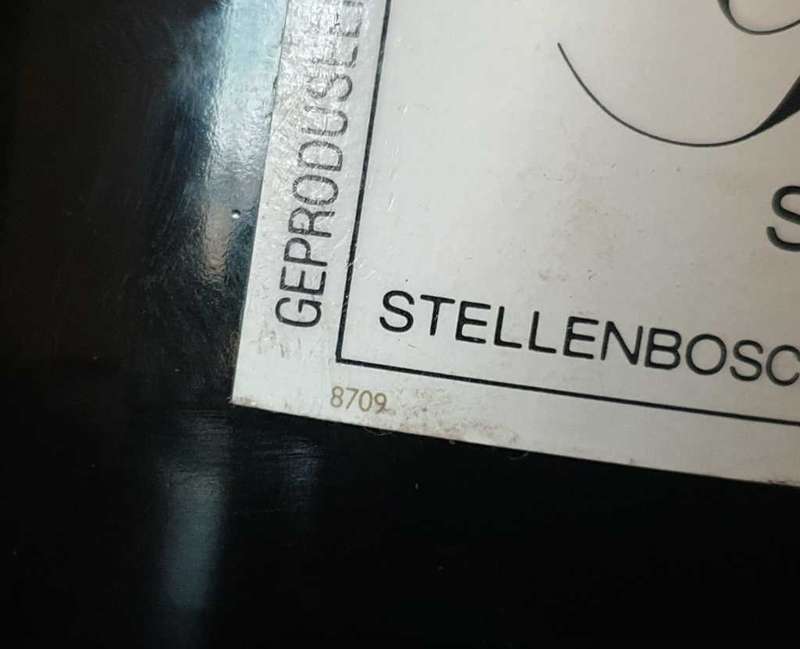 GEPRODUSEE
S
STELLENBOSC
8709